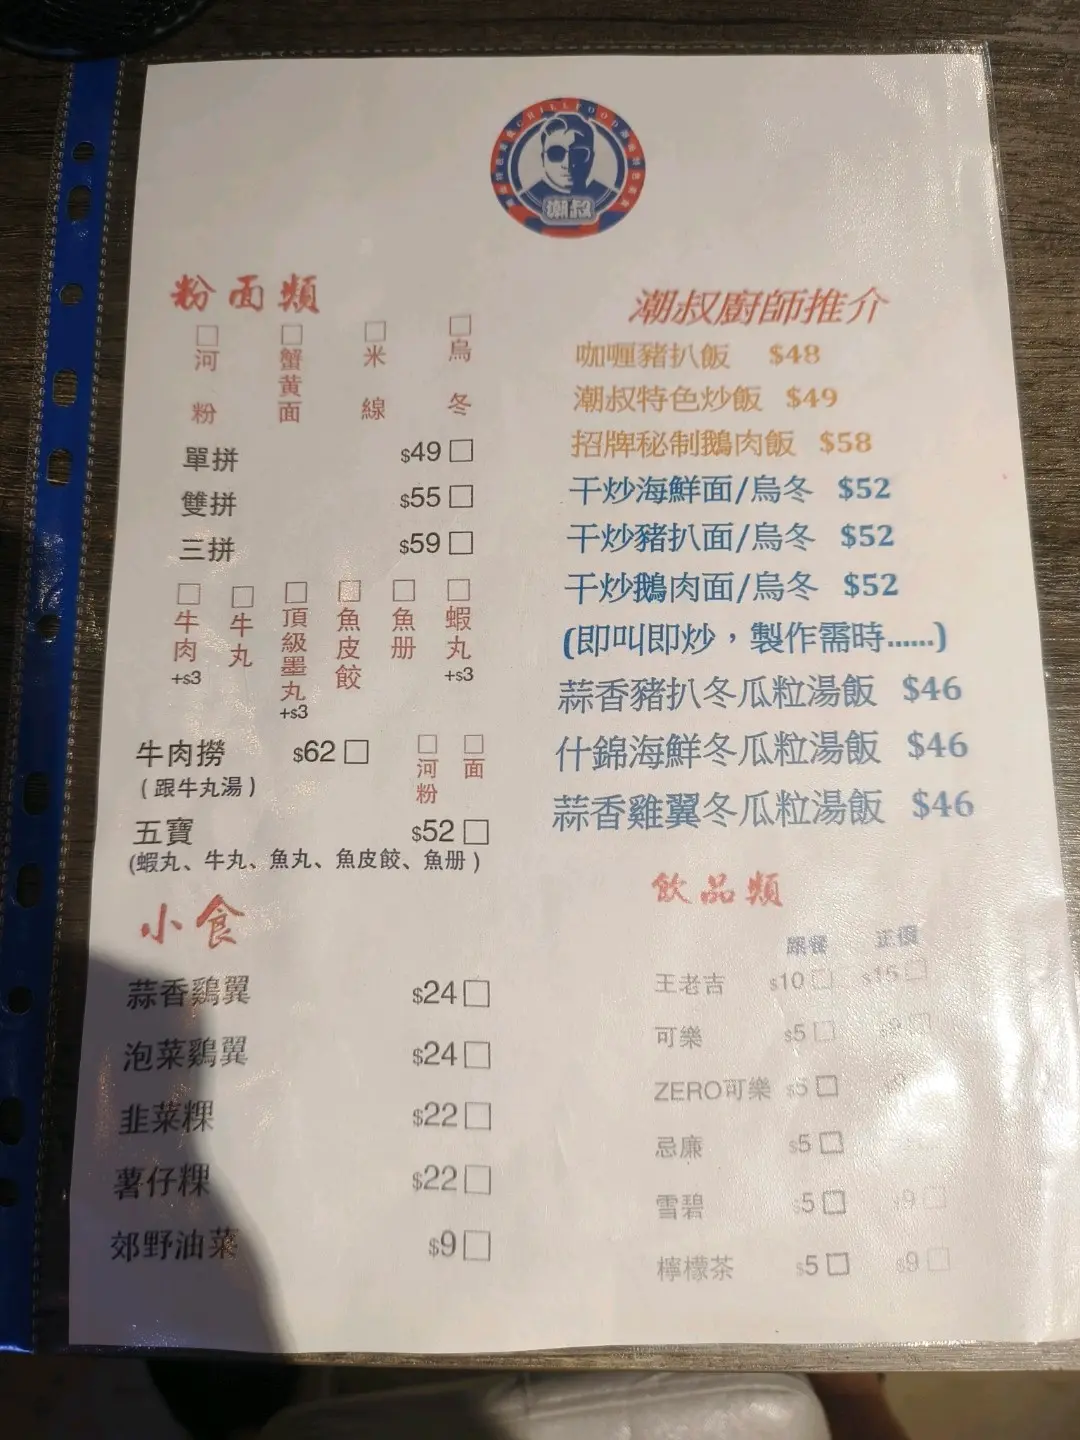 GRILL FOOD
潮叔
粉面類
□河粉 □蟹黃面 □米線 □烏冬
單拼 $49 □
雙拼 $55 □
三拼 $59 □
□牛肉+$3 □牛丸 □頂級墨丸+$3 □魚皮餃 □魚册 □蝦丸+$3
牛肉撈 $62 □ □河粉 □面
(跟牛丸湯)
五寶 $52 □
(蝦丸、牛丸、魚丸、魚皮餃、魚册)
小食
蒜香鷄翼 $24 □
泡菜鷄翼 $24 □
韭菜粿 $22 □
薯仔粿 $22 □
郊野油菜 $9 □
潮叔廚師推介
咖喱豬扒飯 $48
潮叔特色炒飯 $49
招牌秘制鵝肉飯 $58
干炒海鮮面/烏冬 $52
干炒豬扒面/烏冬 $52
干炒鵝肉面/烏冬 $52
(即叫即炒，製作需時......)
蒜香豬扒冬瓜粒湯飯 $46
什錦海鮮冬瓜粒湯飯 $46
蒜香雞翼冬瓜粒湯飯 $46
飲品類
跟餐 正價
王老吉 $10 □ $15 □
可樂 $5 □ $9 □
ZERO可樂 $5 □
忌廉 $5 □
雪碧 $5 □ $9 □
檸檬茶 $5 □ $9 □